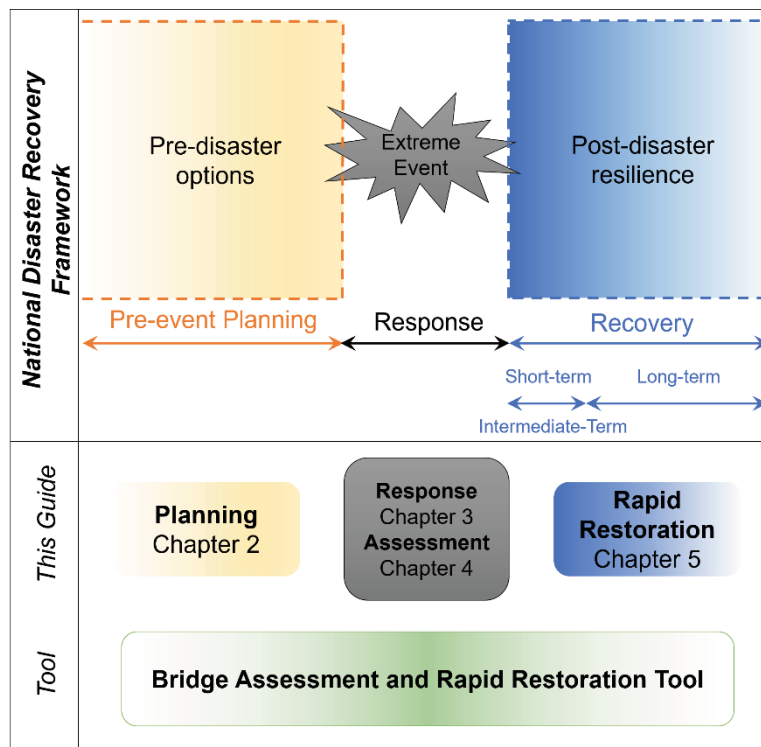 National Disaster Recovery
Framework
Pre-disaster
options
Extreme
Event
Post-disaster
resilience
Pre-event Planning
Response
Recovery
Short-term
Long-term
Intermediate-Term
This Guide
Planning
Chapter 2
Response
Chapter 3
Assessment
Chapter 4
Rapid
Restoration
Chapter 5
Tool
Bridge Assessment and Rapid Restoration Tool